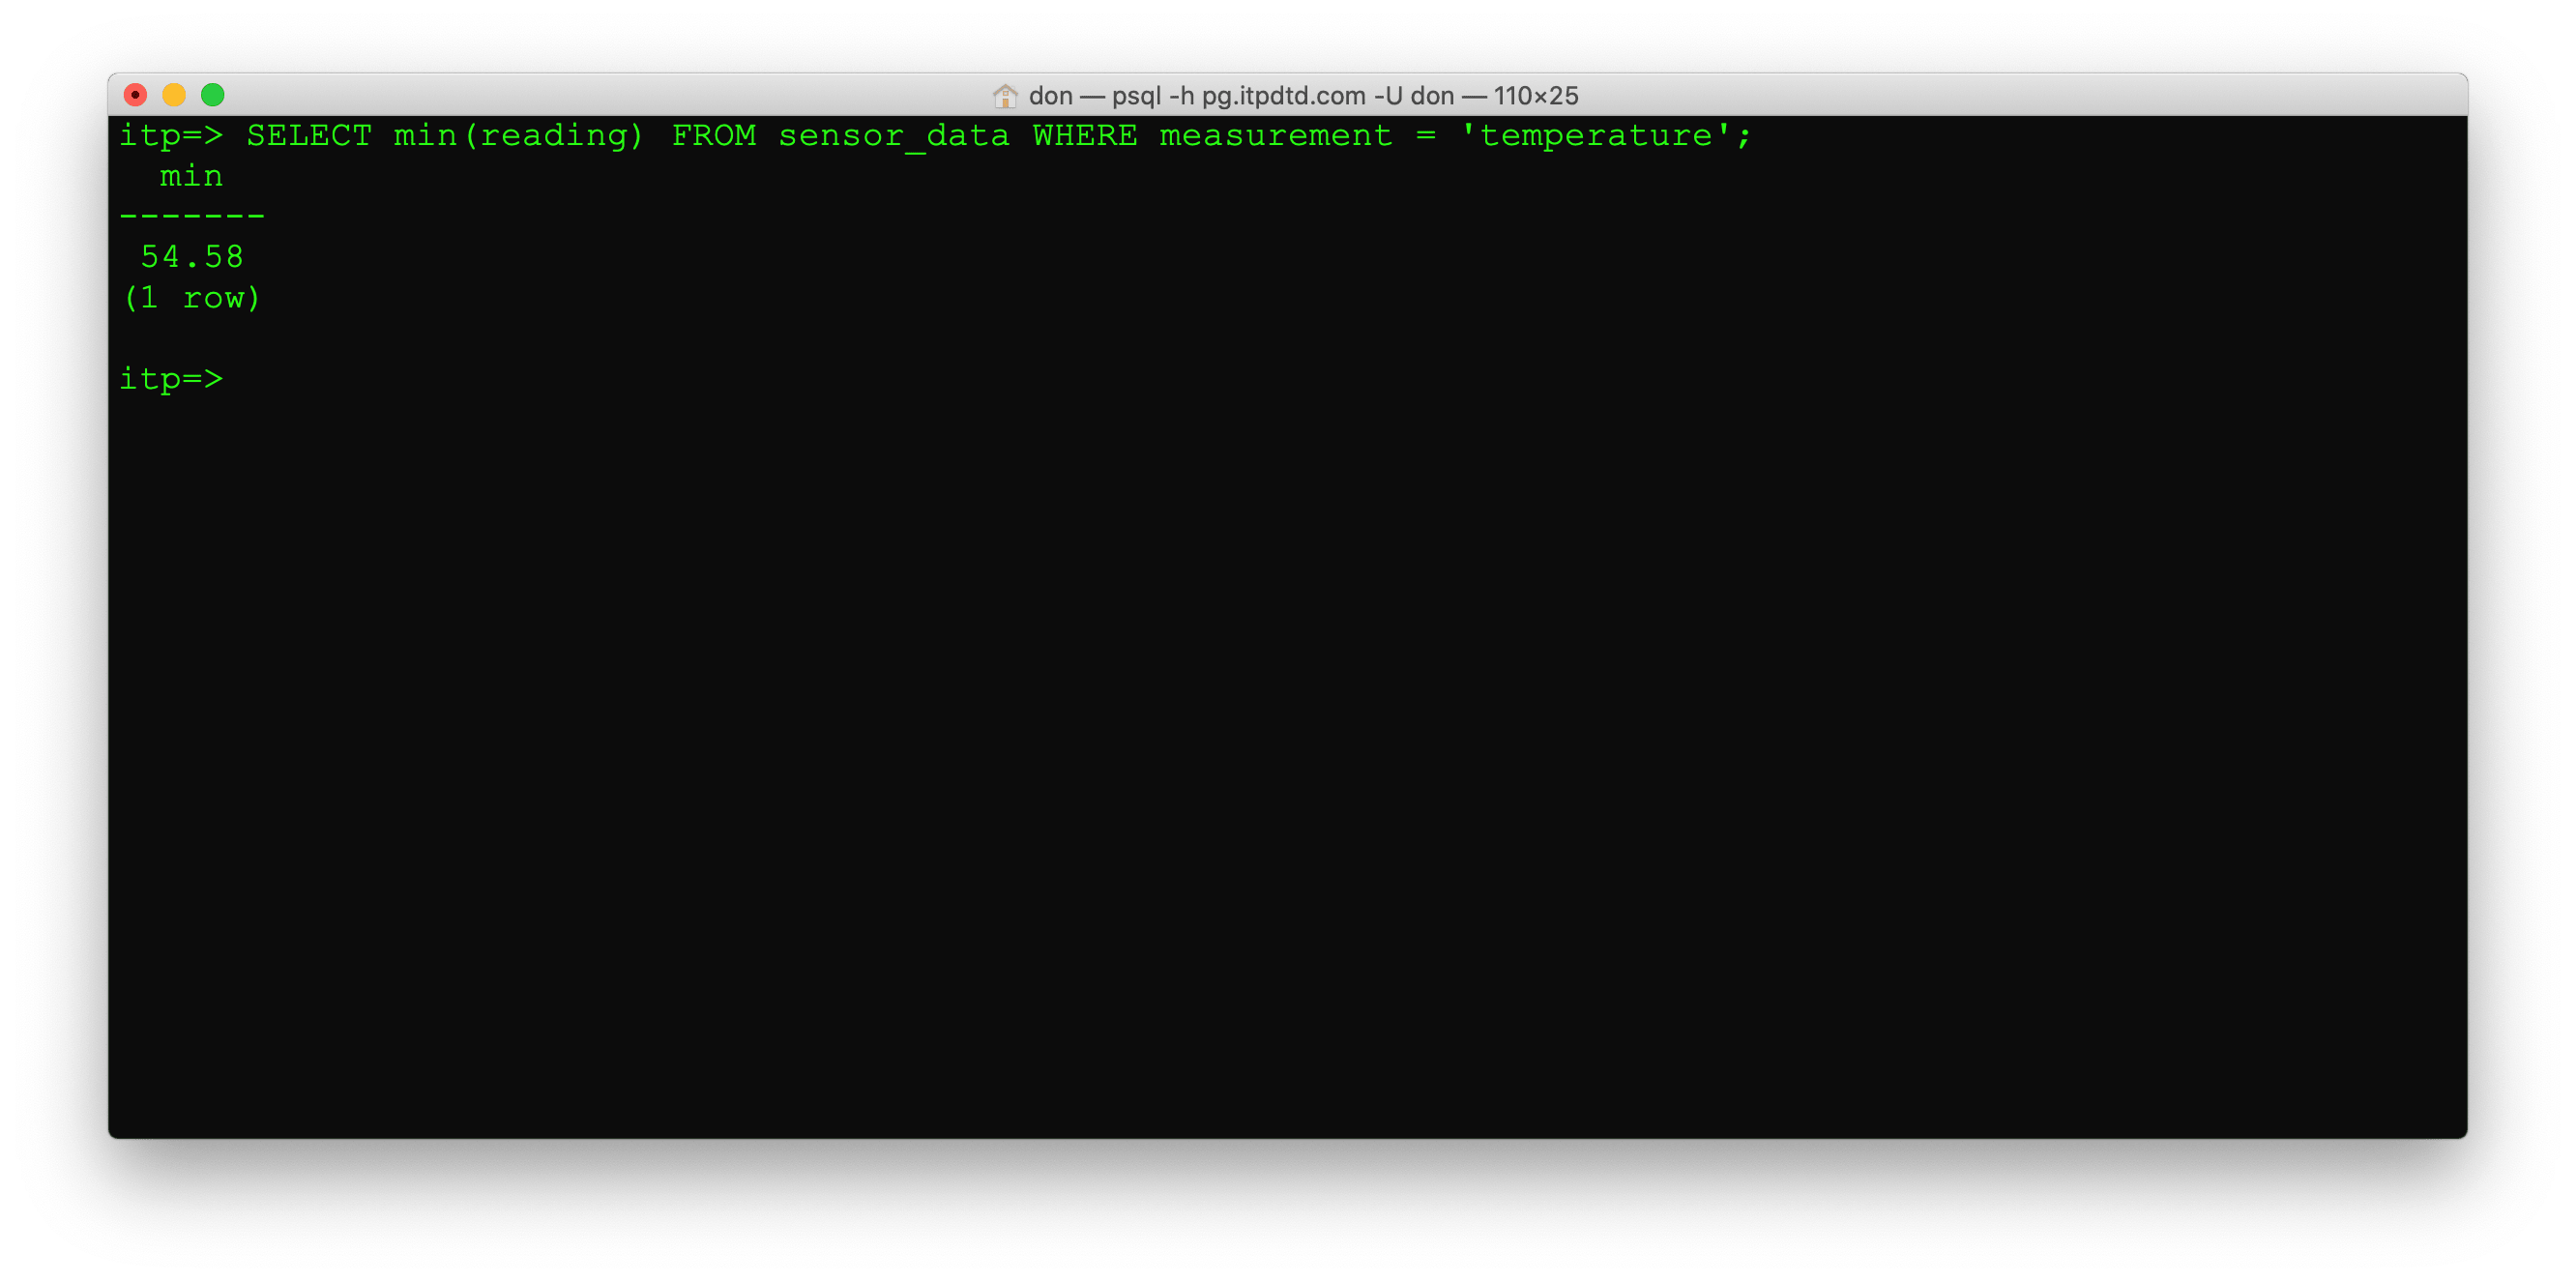 don — psql -h pg.itpdtd.com -U don — 110×25
itp=> SELECT min(reading) FROM sensor_data WHERE measurement = 'temperature';
  min
-------
 54.58
(1 row)

itp=>